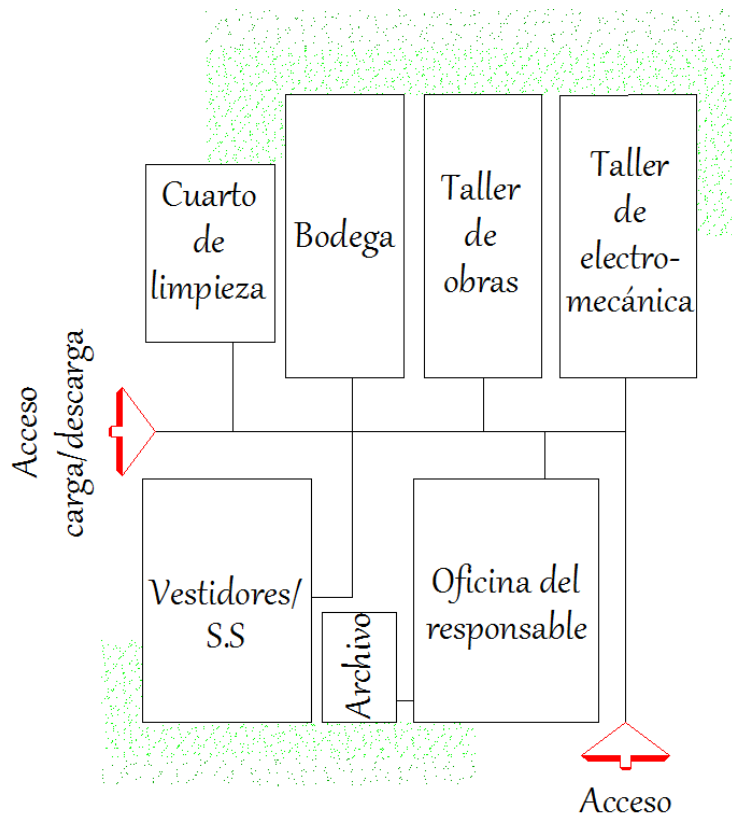 Cuarto
de
limpieza
Bodega
Taller
de
obras
Taller
de
electro-
mecánica
Acceso
carga/descarga
Vestidores/
S.S
Archivo
Oficina del
responsable
Acceso